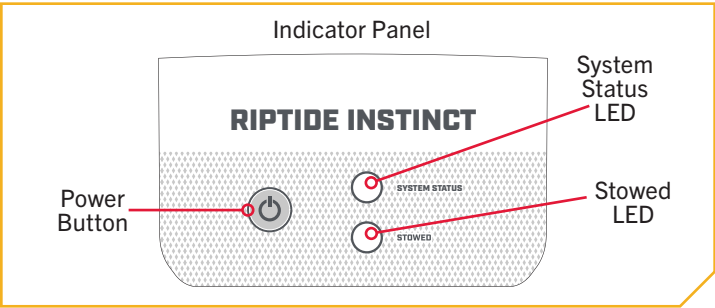 Indicator Panel
System
Status
LED
RIPTIDE INSTINCT
SYSTEM STATUS
Power
Button
Stowed
LED
STOWED